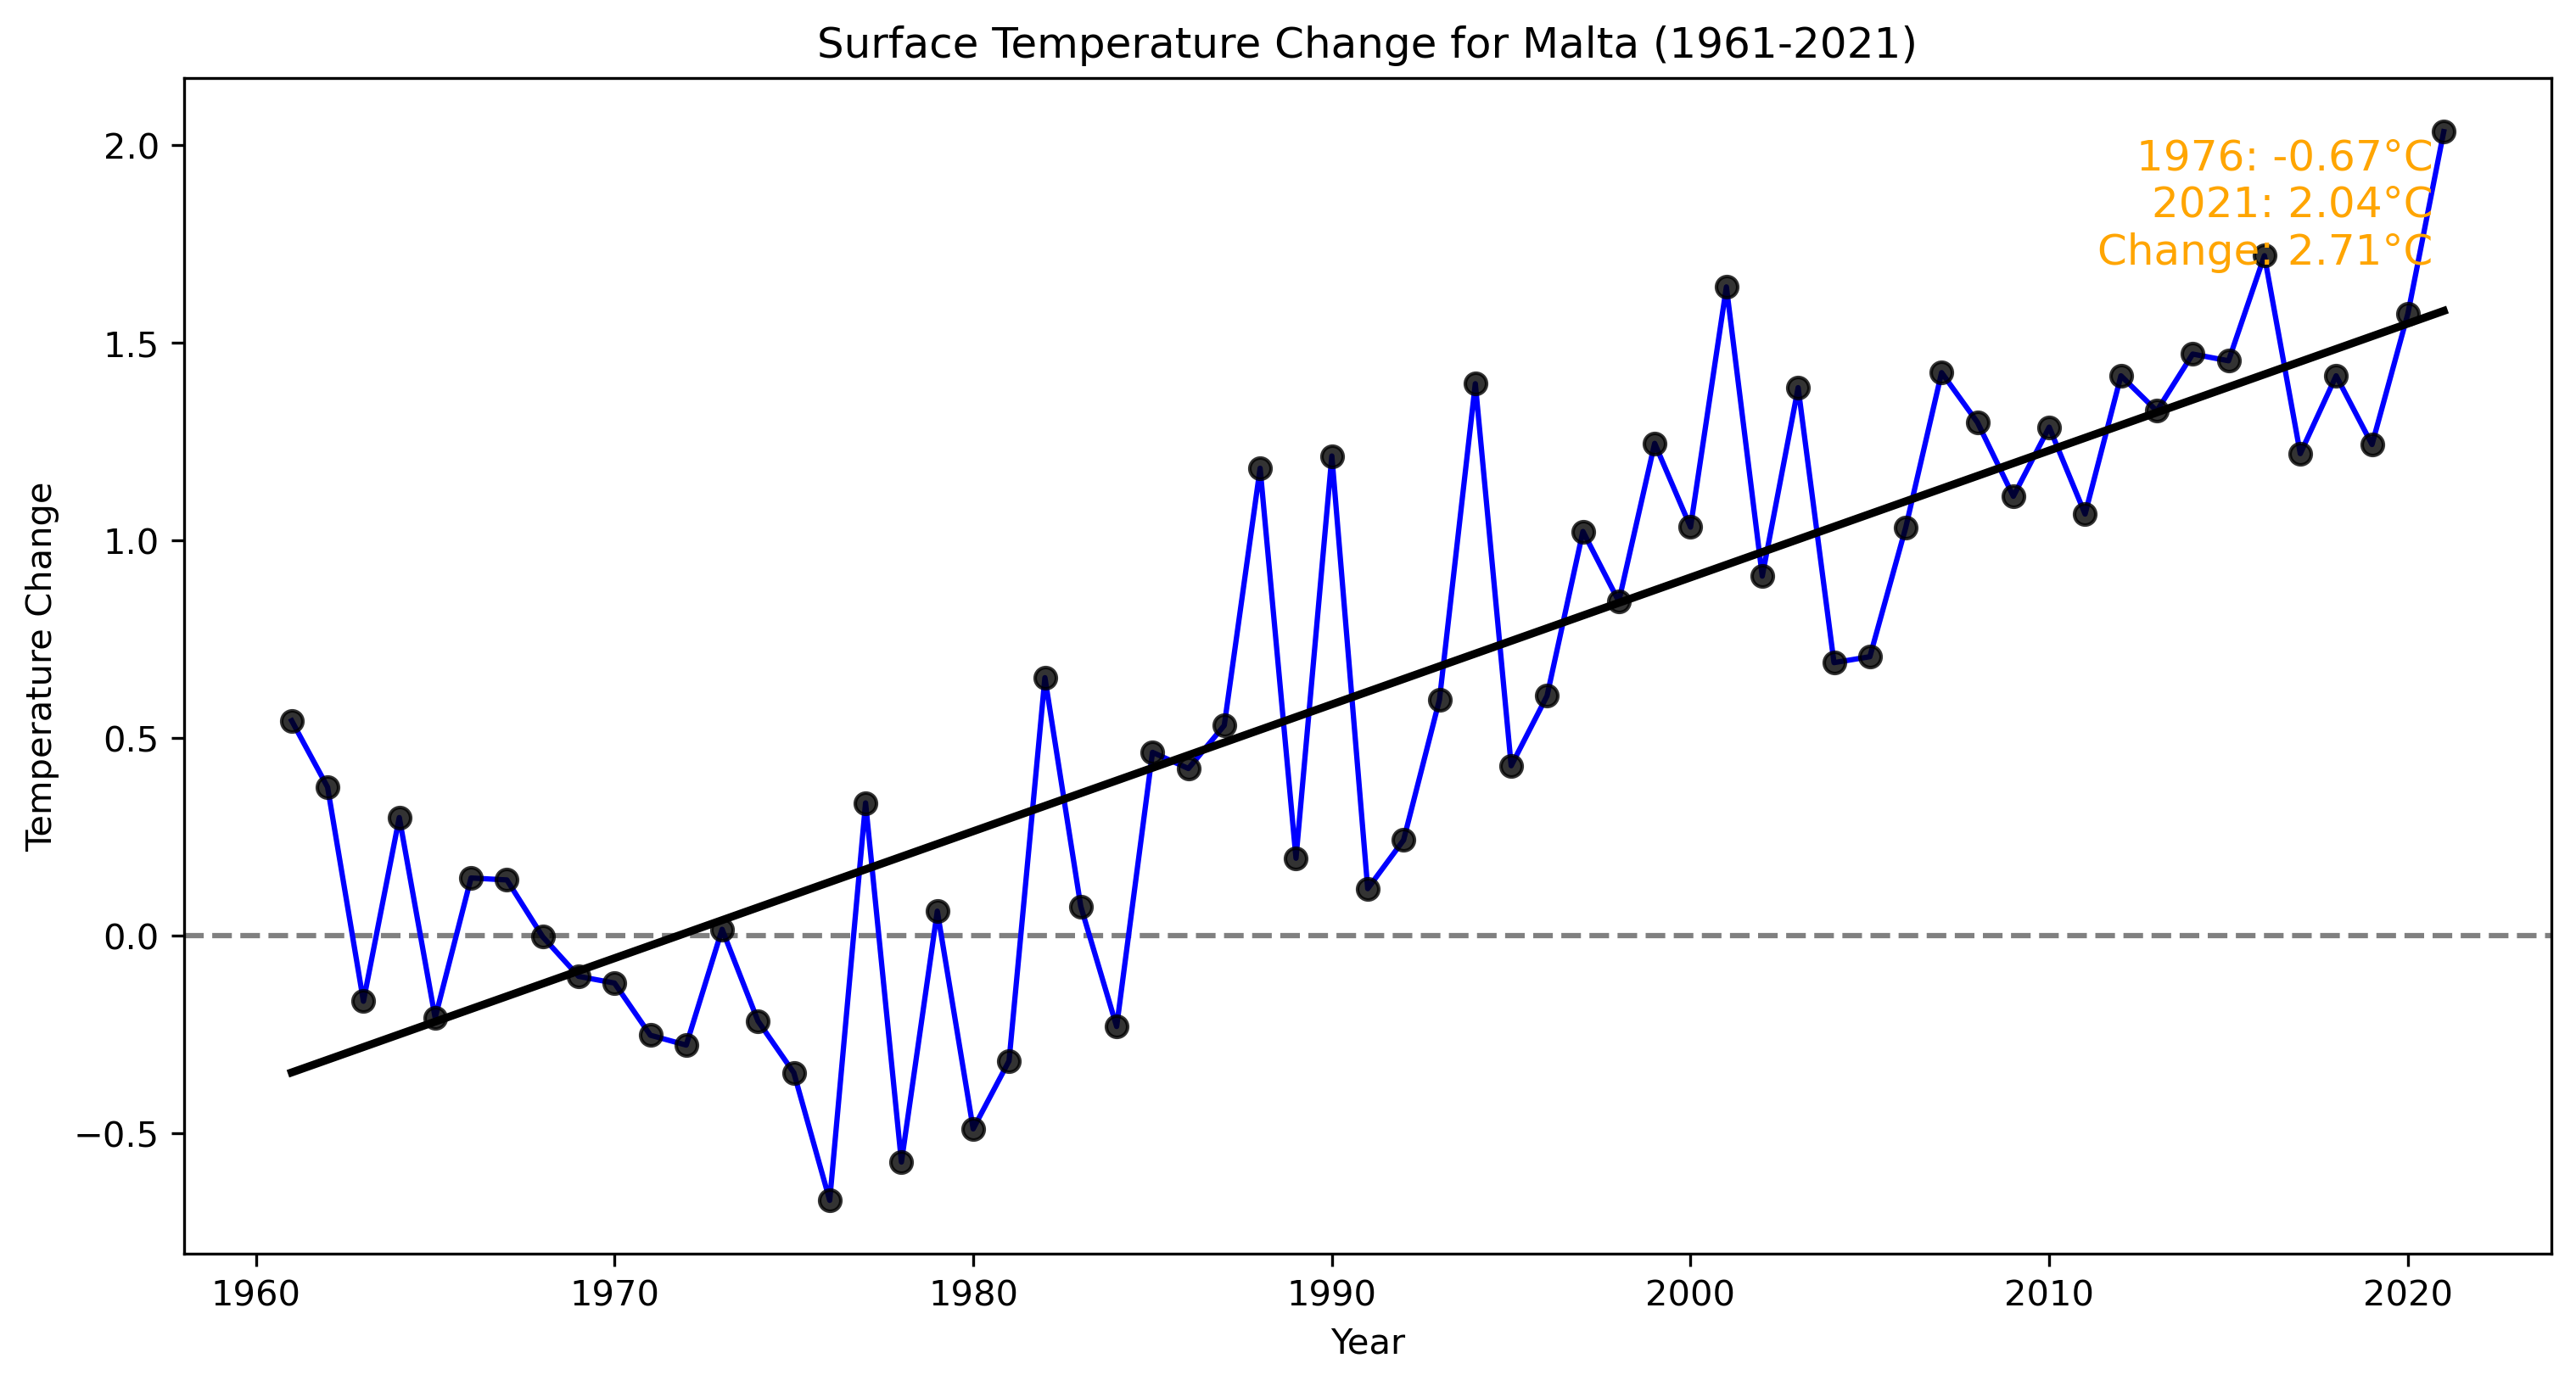 Surface Temperature Change for Malta (1961-2021)
1976: -0.67°C
2021: 2.04°C
Change: 2.71°C
Temperature Change
2.0
1.5
1.0
0.5
0.0
−0.5
1960 1970 1980 1990 2000 2010 2020
Year